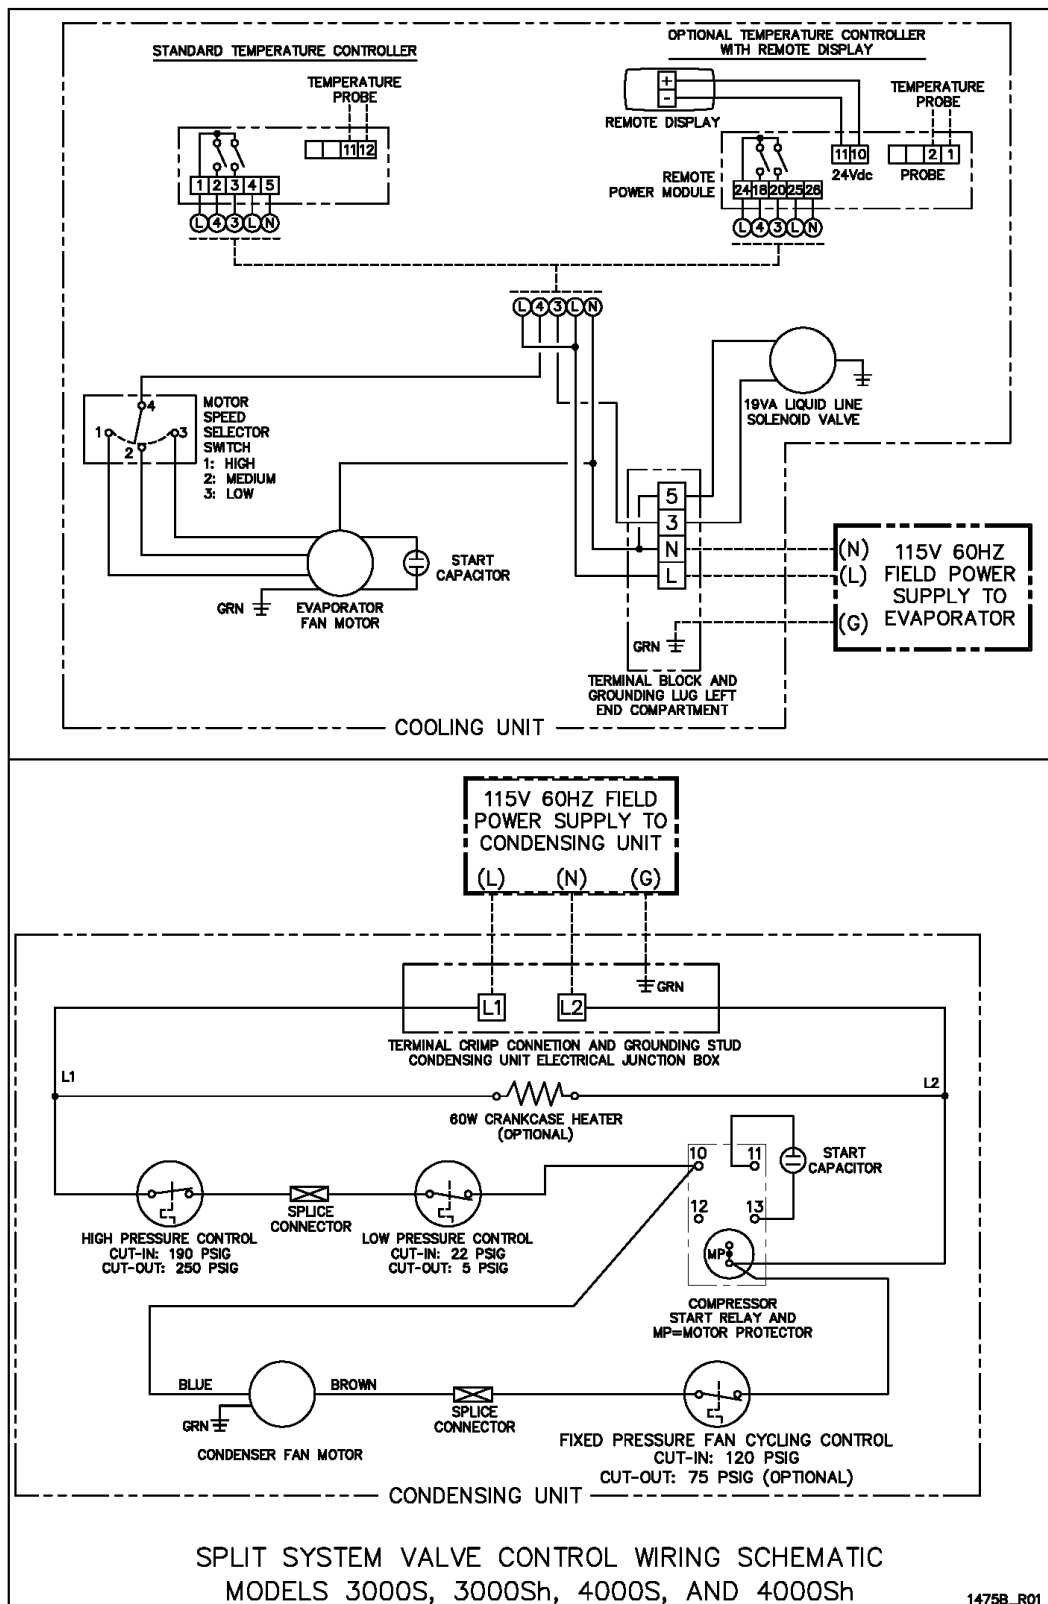 STANDARD TEMPERATURE CONTROLLER
OPTIONAL TEMPERATURE CONTROLLER
WITH REMOTE DISPLAY
TEMPERATURE
PROBE
11 12
1 2 3 4 5
L 4 3 L N
+
-
REMOTE DISPLAY
TEMPERATURE
PROBE
11 10
24Vdc
2 1
PROBE
REMOTE
POWER MODULE
24 18 20 25 26
L 4 3 L N
L 4 3 L N
19VA LIQUID LINE
SOLENOID VALVE
4
1
3
2
MOTOR
SPEED
SELECTOR
SWITCH
1: HIGH
2: MEDIUM
3: LOW
START
CAPACITOR
GRN
EVAPORATOR
FAN MOTOR
5
3
N
L
GRN
TERMINAL BLOCK AND
GROUNDING LUG LEFT
END COMPARTMENT
(N)
(L)
(G)
115V 60HZ
FIELD POWER
SUPPLY TO
EVAPORATOR
COOLING UNIT
115V 60HZ FIELD
POWER SUPPLY TO
CONDENSING UNIT
(L) (N) (G)
GRN
L1 L2
TERMINAL CRIMP CONNETION AND GROUNDING STUD
CONDENSING UNIT ELECTRICAL JUNCTION BOX
L1
L2
60W CRANKCASE HEATER
(OPTIONAL)
10 11
12 13
MP
START
CAPACITOR
HIGH PRESSURE CONTROL
CUT-IN: 190 PSIG
CUT-OUT: 250 PSIG
SPLICE
CONNECTOR
LOW PRESSURE CONTROL
CUT-IN: 22 PSIG
CUT-OUT: 5 PSIG
COMPRESSOR
START RELAY AND
MP=MOTOR PROTECTOR
BLUE
BROWN
GRN
CONDENSER FAN MOTOR
SPLICE
CONNECTOR
FIXED PRESSURE FAN CYCLING CONTROL
CUT-IN: 120 PSIG
CUT-OUT: 75 PSIG (OPTIONAL)
CONDENSING UNIT
SPLIT SYSTEM VALVE CONTROL WIRING SCHEMATIC
MODELS 3000S, 3000Sh, 4000S, AND 4000Sh
1475B_R01